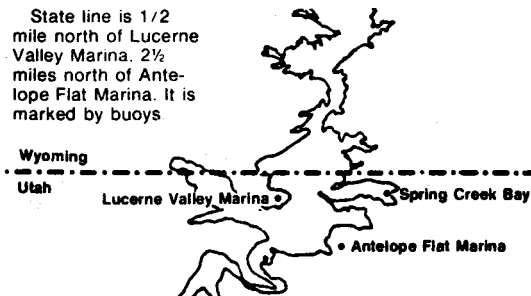 State line is 1/2
mile north of Lucerne
Valley Marina. 2½
miles north of Ante-
lope Flat Marina. It is
marked by buoys
Wyoming
Utah
Lucerne Valley Marina
Spring Creek Bay
Antelope Flat Marina